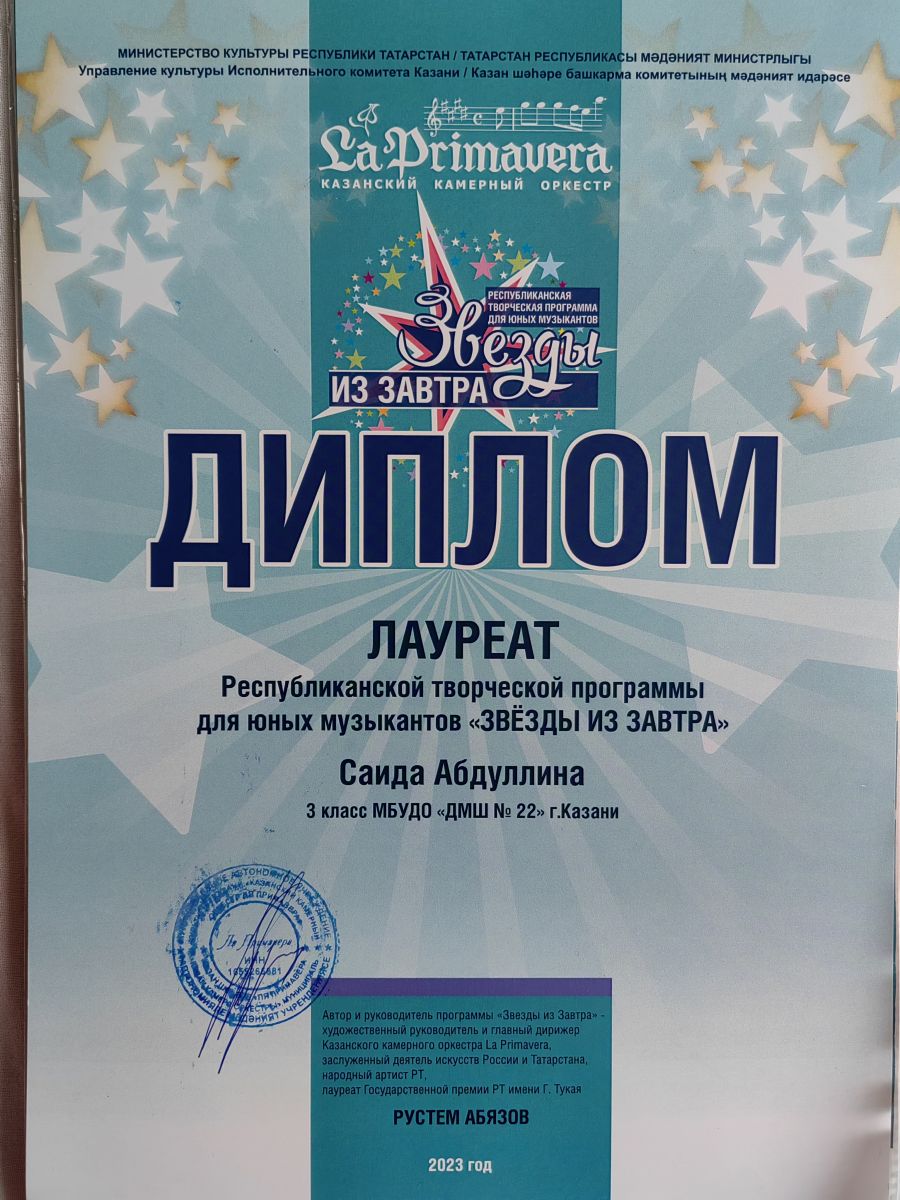 МИНИСТЕРСТВО КУЛЬТУРЫ РЕСПУБЛИКИ ТАТАРСТАН / ТАТАРСТАН РЕСПУБЛИКАСЫ МӘДӘНИЯТ МИНИСТРЛЫГЫ
Управление культуры Исполнительного комитета Казани / Казан шәһәре башкарма комитетының мәдәният идарәсе
La Primavera
КАЗАНСКИЙ КАМЕРНЫЙ ОРКЕСТР
РЕСПУБЛИКАНСКАЯ
ТВОРЧЕСКАЯ ПРОГРАММА
ДЛЯ ЮНЫХ МУЗЫКАНТОВ
Звезды
ИЗ ЗАВТРА
ДИПЛОМ
ЛАУРЕАТ
Республиканской творческой программы
для юных музыкантов «ЗВЁЗДЫ ИЗ ЗАВТРА»
Саида Абдуллина
3 класс МБУДО «ДМШ № 22» г.Казани
Ля Примавера
ИНН
Автор и руководитель программы «Звезды из Завтра» -
художественный руководитель и главный дирижер
Казанского камерного оркестра La Primavera,
заслуженный деятель искусств России и Татарстана,
народный артист РТ,
лауреат Государственной премии РТ имени Г. Тукая
РУСТЕМ АБЯЗОВ
2023 год